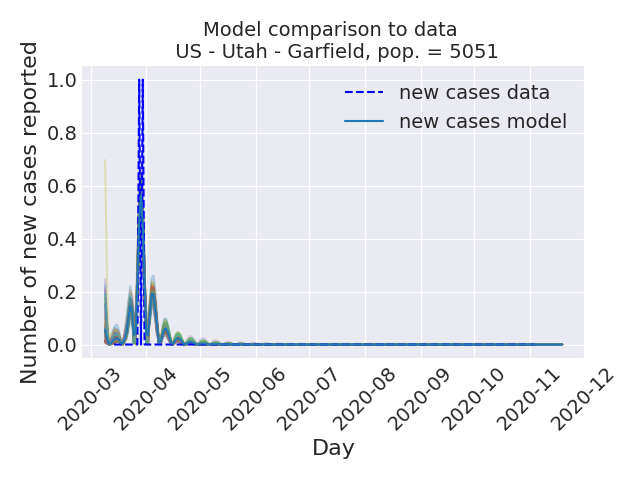 Model comparison to data
US - Utah - Garfield, pop. = 5051
Number of new cases reported
1.0
0.8
0.6
0.4
0.2
0.0
new cases data
new cases model
2020-03
2020-04
2020-05
2020-06
2020-07
2020-08
2020-09
2020-10
2020-11
2020-12
Day